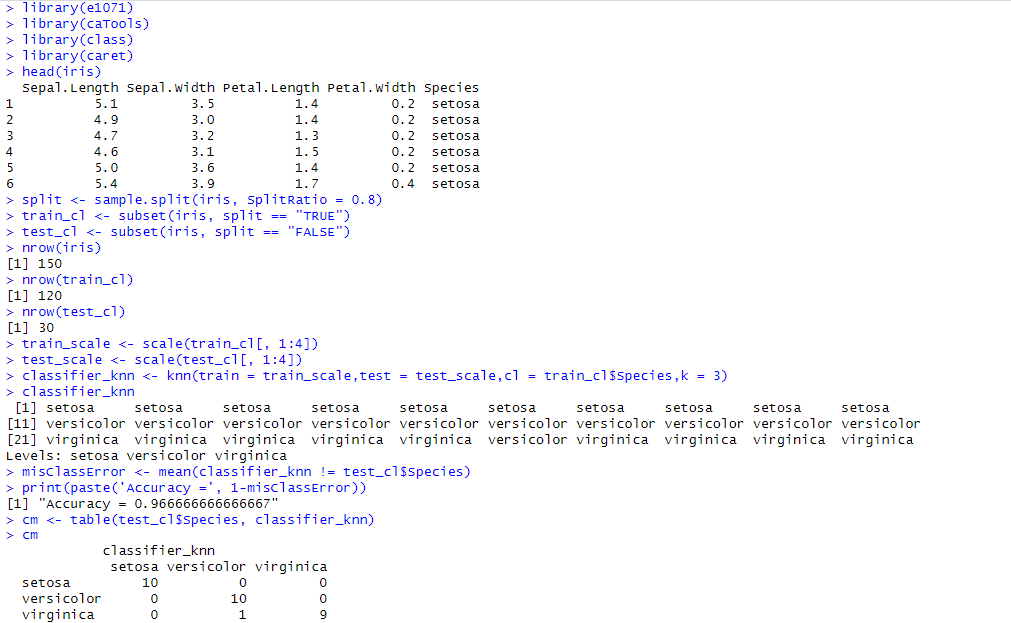 > library(e1071)
> library(caTools)
> library(class)
> library(caret)
> head(iris)
  Sepal.Length Sepal.Width Petal.Length Petal.Width Species
1          5.1         3.5          1.4         0.2  setosa
2          4.9         3.0          1.4         0.2  setosa
3          4.7         3.2          1.3         0.2  setosa
4          4.6         3.1          1.5         0.2  setosa
5          5.0         3.6          1.4         0.2  setosa
6          5.4         3.9          1.7         0.4  setosa
> split <- sample.split(iris, SplitRatio = 0.8)
> train_cl <- subset(iris, split == "TRUE")
> test_cl <- subset(iris, split == "FALSE")
> nrow(iris)
[1] 150
> nrow(train_cl)
[1] 120
> nrow(test_cl)
[1] 30
> train_scale <- scale(train_cl[, 1:4])
> test_scale <- scale(test_cl[, 1:4])
> classifier_knn <- knn(train = train_scale,test = test_scale,cl = train_cl$Species,k = 3)
> classifier_knn
 [1] setosa     setosa     setosa     setosa     setosa     setosa     setosa     setosa     setosa     setosa
[11] versicolor versicolor versicolor versicolor versicolor versicolor versicolor versicolor versicolor versicolor
[21] virginica  virginica  virginica  virginica  virginica  versicolor virginica  virginica  virginica  virginica
Levels: setosa versicolor virginica
> misClassError <- mean(classifier_knn != test_cl$Species)
> print(paste('Accuracy =', 1-misClassError))
[1] "Accuracy = 0.966666666666667"
> cm <- table(test_cl$Species, classifier_knn)
> cm
            classifier_knn
             setosa versicolor virginica
  setosa         10          0         0
  versicolor      0         10         0
  virginica       0          1         9